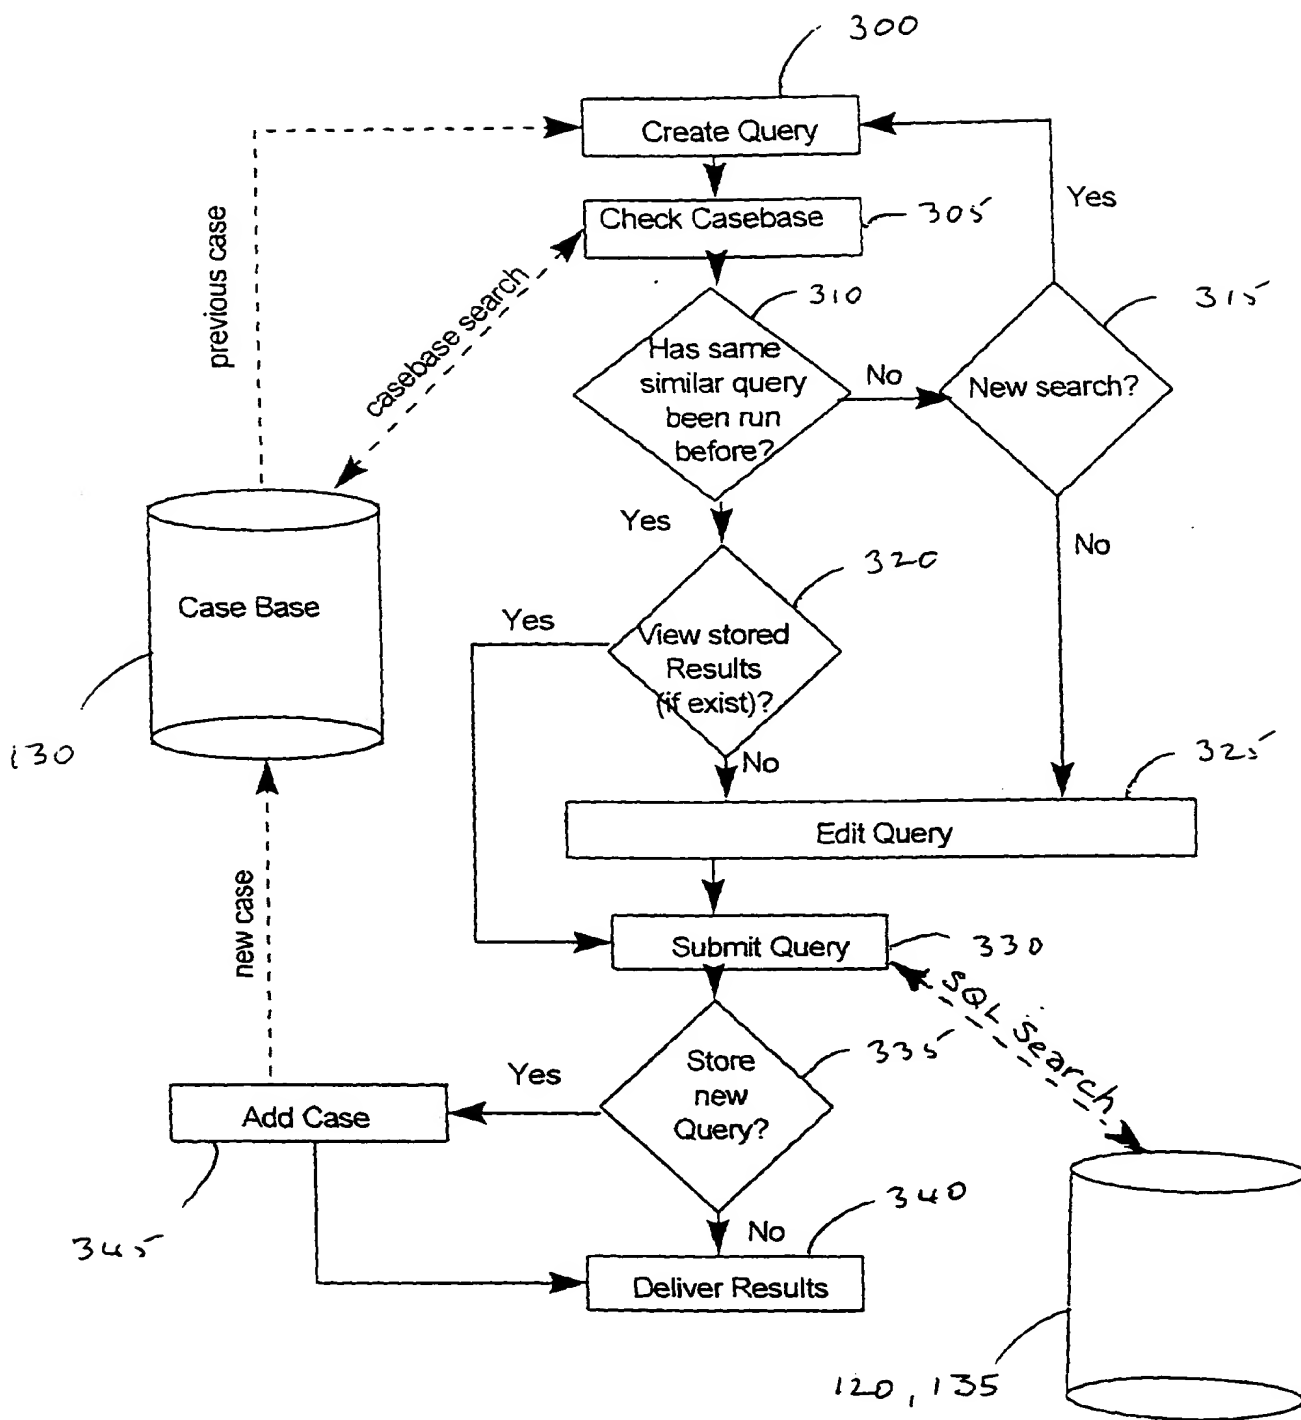 300
Create Query
Yes
Check Casebase
305
previous case
casebase search
310
315
Has same
similar query
been run
before?
No
New search?
Yes
No
320
Case Base
Yes
View stored
Results
(if exist)?
130
No
325
Edit Query
new case
Submit Query
330
SQL Search
335
Yes
Store
new
Query?
Add Case
340
345
No
Deliver Results
120, 135